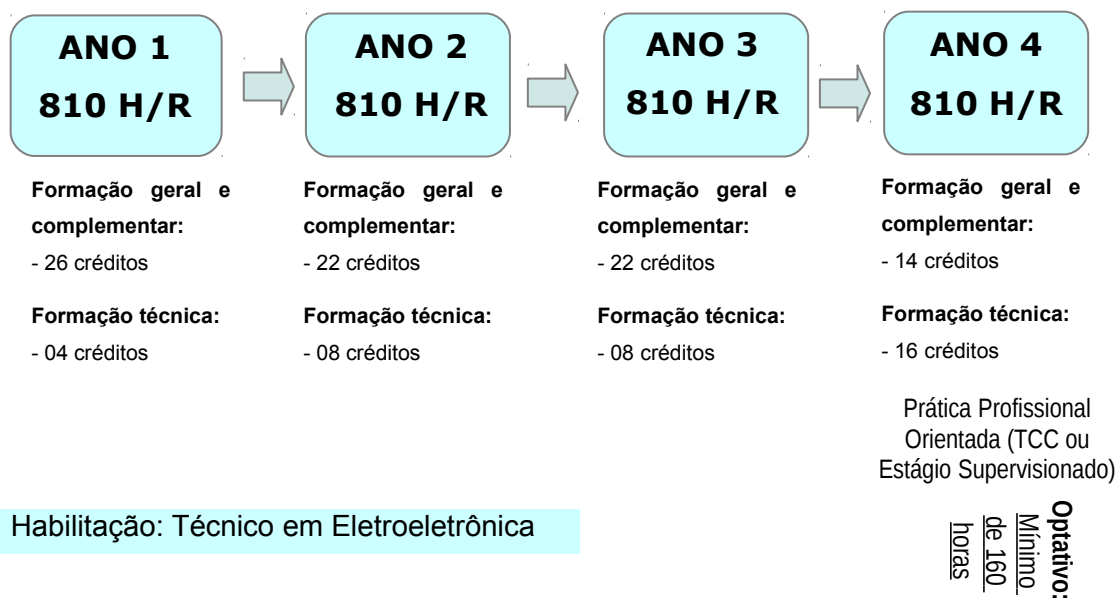 ANO 1
810 H/R
ANO 2
810 H/R
ANO 3
810 H/R
ANO 4
810 H/R
Formação geral e
complementar:
- 26 créditos
Formação técnica:
- 04 créditos
Formação geral e
complementar:
- 22 créditos
Formação técnica:
- 08 créditos
Formação geral e
complementar:
- 22 créditos
Formação técnica:
- 08 créditos
Formação geral e
complementar:
- 14 créditos
Formação técnica:
- 16 créditos
Prática Profissional
Orientada (TCC ou
Estágio Supervisionado)
Optativo:
Mínimo
de 160
horas
Habilitação: Técnico em Eletroeletrônica